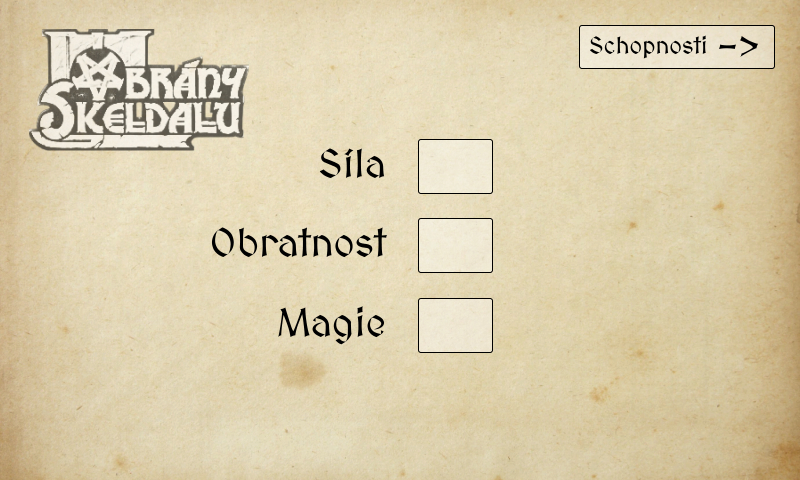 BRÁNY
SKELDALU
Schopnosti –>
Síla
Obratnost
Magie